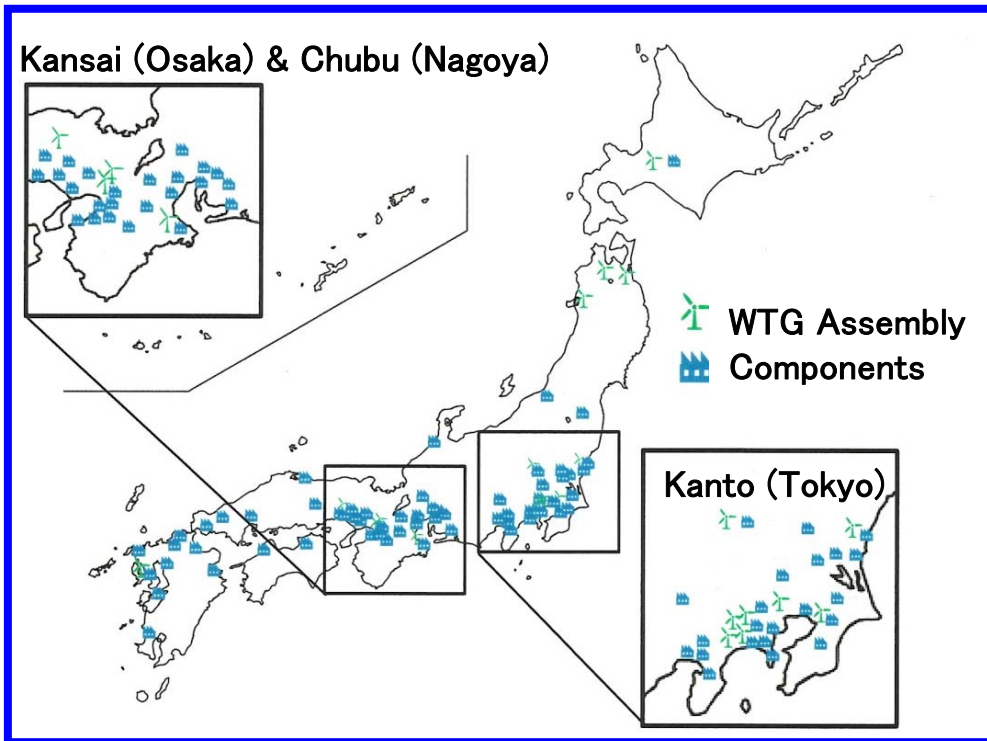 Kansai (Osaka) & Chubu (Nagoya)
WTG Assembly
Components
Kanto (Tokyo)